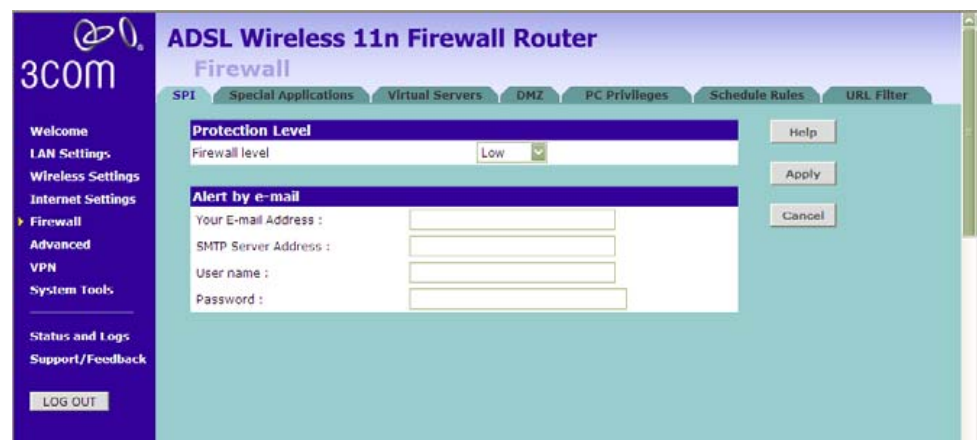 3COM
ADSL Wireless 11n Firewall Router
Firewall
SPI Special Applications Virtual Servers DMZ PC Privileges Schedule Rules URL Filter
Welcome
LAN Settings
Wireless Settings
Internet Settings
Firewall
Advanced
VPN
System Tools
Status and Logs
Support/Feedback
LOG OUT
Protection Level
Firewall level Low
Alert by e-mail
Your E-mail Address :
SMTP Server Address :
User name :
Password :
Help
Apply
Cancel